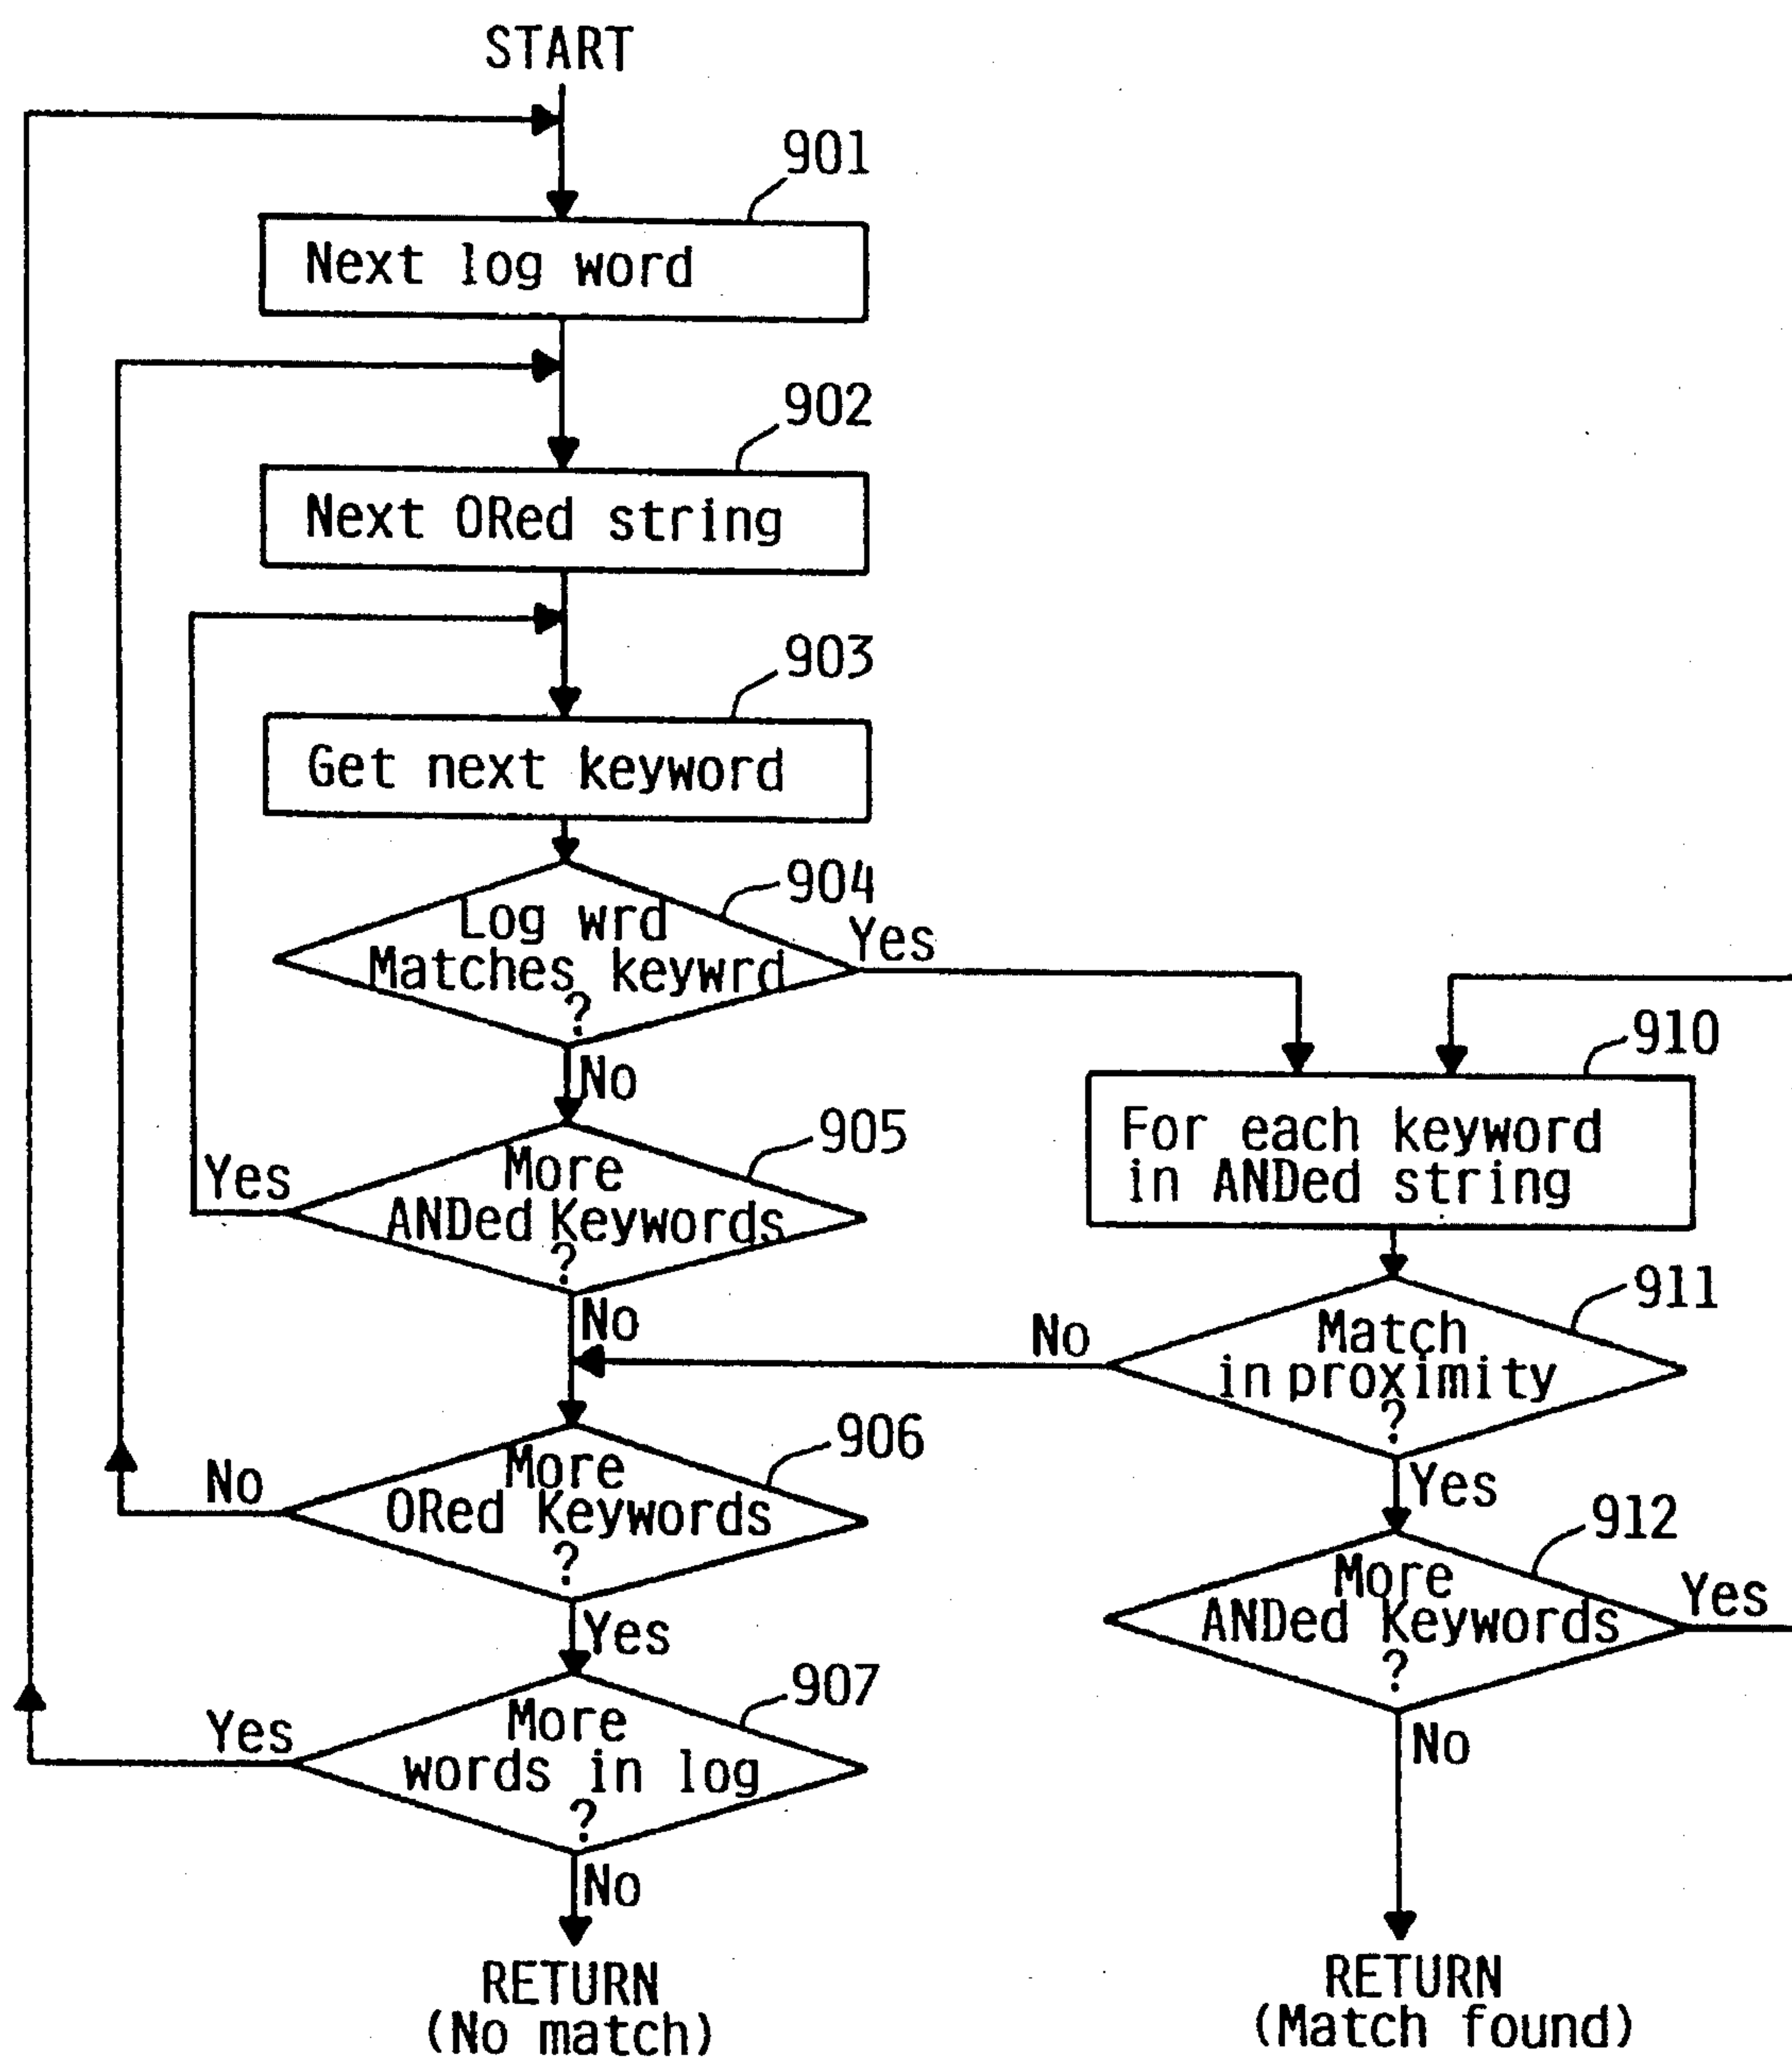 START
901
Next log word
902
Next ORed string
903
Get next keyword
904
Log wrd
Matches keywrd
?
Yes
No
905
More
ANDed Keywords
?
Yes
No
906
More
ORed Keywords
?
No
Yes
907
More
words in log
?
Yes
No
RETURN
(No match)
910
For each keyword
in ANDed string
911
Match
in proximity
?
No
Yes
912
More
ANDed Keywords
?
Yes
No
RETURN
(Match found)